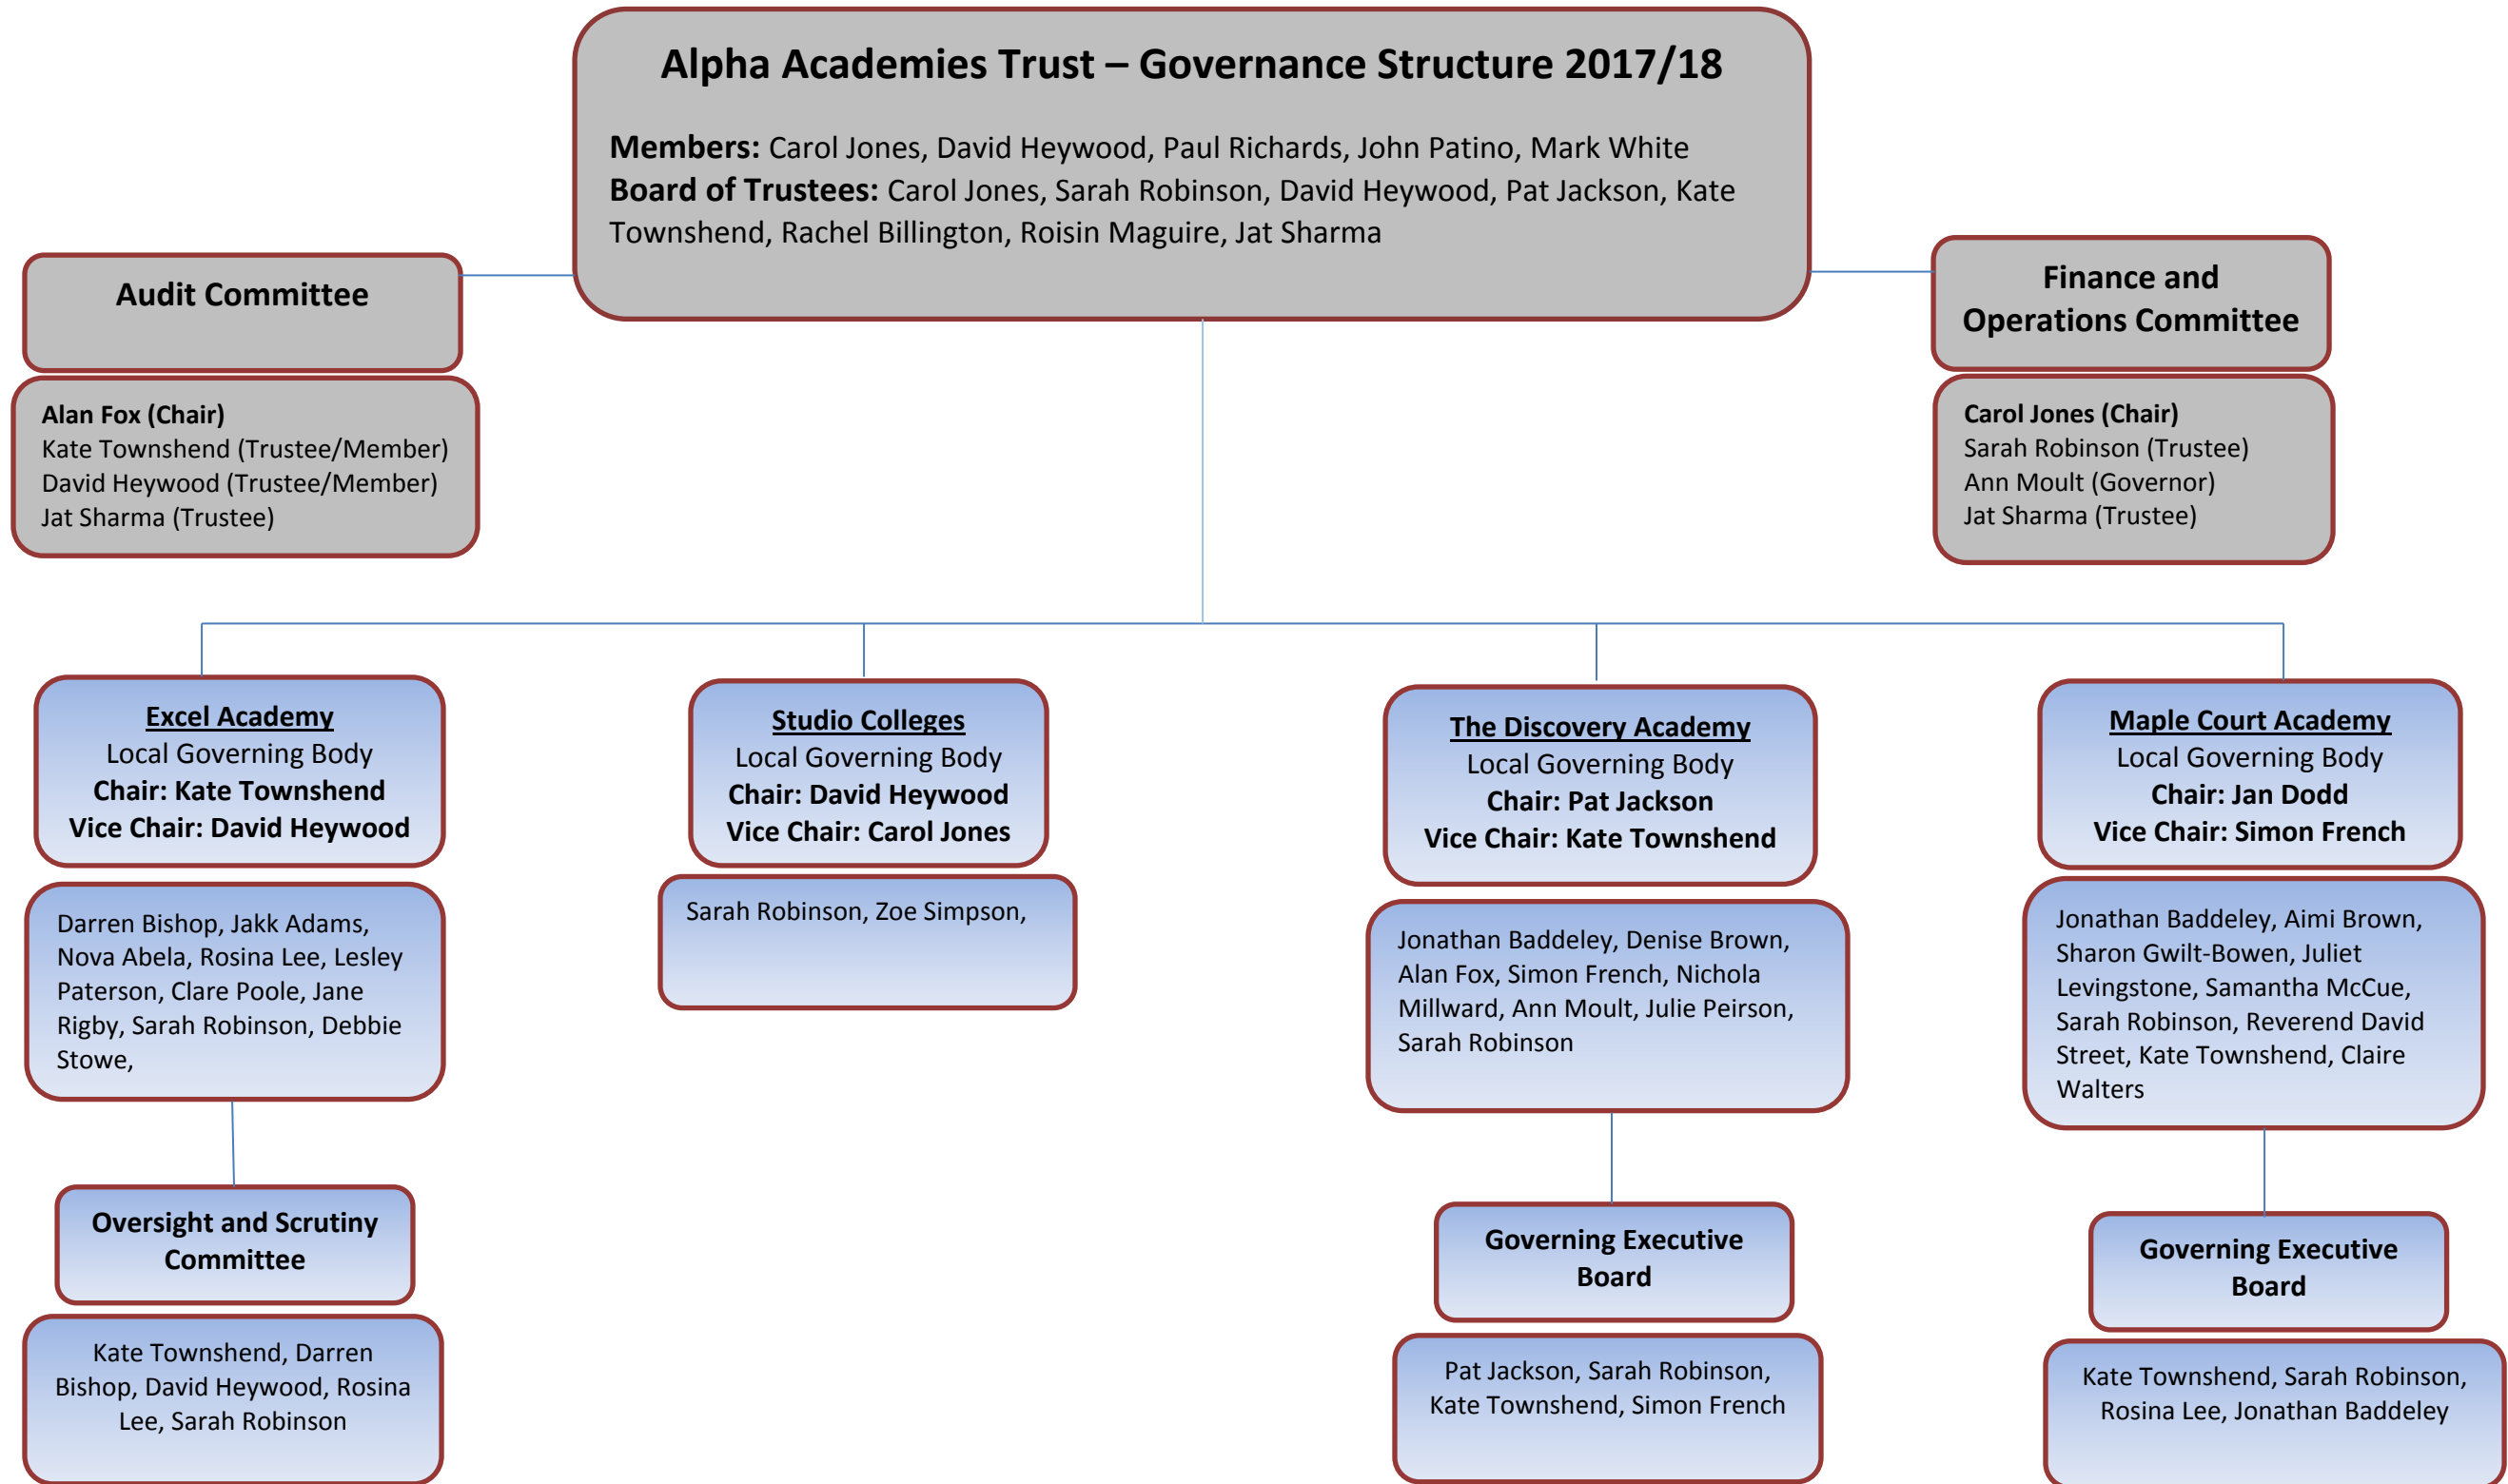 Alpha Academies Trust – Governance Structure 2017/18
Members: Carol Jones, David Heywood, Paul Richards, John Patino, Mark White
Board of Trustees: Carol Jones, Sarah Robinson, David Heywood, Pat Jackson, Kate
Townshend, Rachel Billington, Roisin Maguire, Jat Sharma
Audit Committee
Alan Fox (Chair)
Kate Townshend (Trustee/Member)
David Heywood (Trustee/Member)
Jat Sharma (Trustee)
Finance and
Operations Committee
Carol Jones (Chair)
Sarah Robinson (Trustee)
Ann Moult (Governor)
Jat Sharma (Trustee)
Excel Academy
Local Governing Body
Chair: Kate Townshend
Vice Chair: David Heywood
Darren Bishop, Jakk Adams,
Nova Abela, Rosina Lee, Lesley
Paterson, Clare Poole, Jane
Rigby, Sarah Robinson, Debbie
Stowe,
Oversight and Scrutiny
Committee
Kate Townshend, Darren
Bishop, David Heywood, Rosina
Lee, Sarah Robinson
Studio Colleges
Local Governing Body
Chair: David Heywood
Vice Chair: Carol Jones
Sarah Robinson, Zoe Simpson,
The Discovery Academy
Local Governing Body
Chair: Pat Jackson
Vice Chair: Kate Townshend
Jonathan Baddeley, Denise Brown,
Alan Fox, Simon French, Nichola
Millward, Ann Moult, Julie Peirson,
Sarah Robinson
Governing Executive
Board
Pat Jackson, Sarah Robinson,
Kate Townshend, Simon French
Maple Court Academy
Local Governing Body
Chair: Jan Dodd
Vice Chair: Simon French
Jonathan Baddeley, Aimi Brown,
Sharon Gwilt-Bowen, Juliet
Levingstone, Samantha McCue,
Sarah Robinson, Reverend David
Street, Kate Townshend, Claire
Walters
Governing Executive
Board
Kate Townshend, Sarah Robinson,
Rosina Lee, Jonathan Baddeley